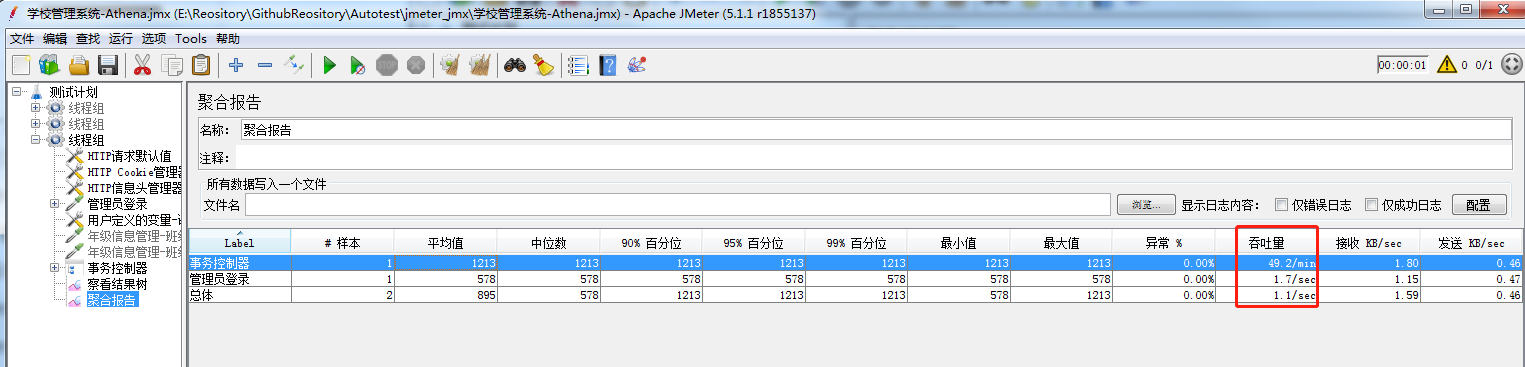 学校管理系统-Athena.jmx (E:\Reository\GithubReository\Autotest\jmeter_jmx\学校管理系统-Athena.jmx) - Apache JMeter (5.1.1 r1855137)
文件 编辑 查找 运行 选项 Tools 帮助
STOP 00:00:01 0 0/1
测试计划
线程组
线程组
线程组
HTTP请求默认值
HTTP Cookie管理器
HTTP信息头管理器
管理员登录
用户定义的变量-
年级信息管理-班
年级信息管理-班
事务控制器
察看结果树
聚合报告
聚合报告
名称: 聚合报告
注释:
所有数据写入一个文件
文件名 浏览... 显示日志内容: 仅错误日志 仅成功日志 配置
Label # 样本 平均值 中位数 90% 百分位 95% 百分位 99% 百分位 最小值 最大值 异常 % 吞吐量 接收 KB/sec 发送 KB/sec
事务控制器 1 1213 1213 1213 1213 1213 1213 1213 0.00% 49.2/min 1.80 0.46
管理员登录 1 578 578 578 578 578 578 578 0.00% 1.7/sec 1.15 0.47
总体 2 895 578 1213 1213 1213 578 1213 0.00% 1.1/sec 1.59 0.46